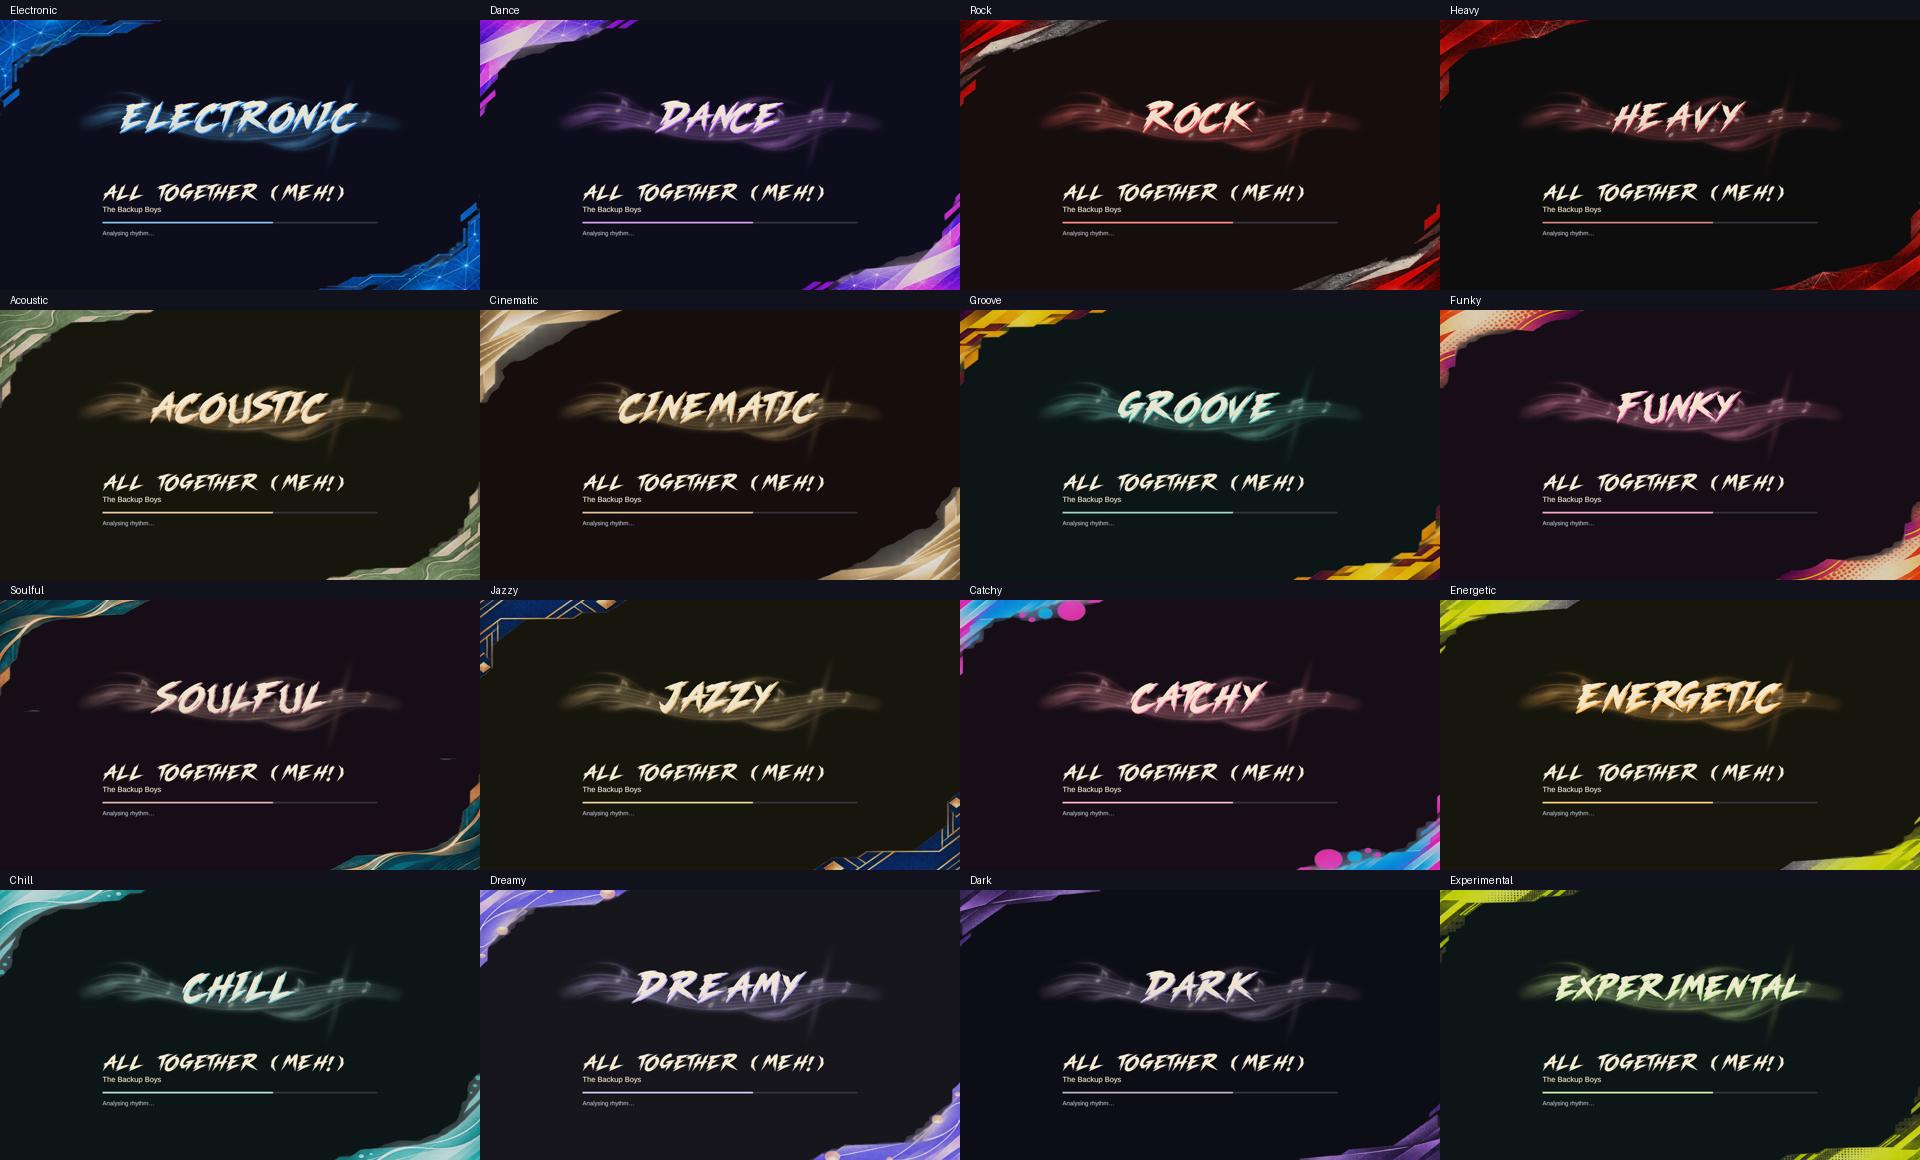 Electronic
Dance
Rock
Heavy
ELECTRONIC
DANCE
ROCK
HEAVY
ALL TOGETHER (MEH!)
ALL TOGETHER (MEH!)
ALL TOGETHER (MEH!)
ALL TOGETHER (MEH!)
The Backup Boys
The Backup Boys
The Backup Boys
The Backup Boys
Analysing rhythm...
Analysing rhythm...
Analysing rhythm...
Analysing rhythm...
Acoustic
Cinematic
Groove
Funky
ACOUSTIC
CINEMATIC
GROOVE
FUNKY
ALL TOGETHER (MEH!)
ALL TOGETHER (MEH!)
ALL TOGETHER (MEH!)
ALL TOGETHER (MEH!)
The Backup Boys
The Backup Boys
The Backup Boys
The Backup Boys
Analysing rhythm...
Analysing rhythm...
Analysing rhythm...
Analysing rhythm...
Soulful
Jazzy
Catchy
Energetic
SOULFUL
JAZZY
CATCHY
ENERGETIC
ALL TOGETHER (MEH!)
ALL TOGETHER (MEH!)
ALL TOGETHER (MEH!)
ALL TOGETHER (MEH!)
The Backup Boys
The Backup Boys
The Backup Boys
The Backup Boys
Analysing rhythm...
Analysing rhythm...
Analysing rhythm...
Analysing rhythm...
Chill
Dreamy
Dark
Experimental
CHILL
DREAMY
DARK
EXPERIMENTAL
ALL TOGETHER (MEH!)
ALL TOGETHER (MEH!)
ALL TOGETHER (MEH!)
ALL TOGETHER (MEH!)
The Backup Boys
The Backup Boys
The Backup Boys
The Backup Boys
Analysing rhythm...
Analysing rhythm...
Analysing rhythm...
Analysing rhythm...